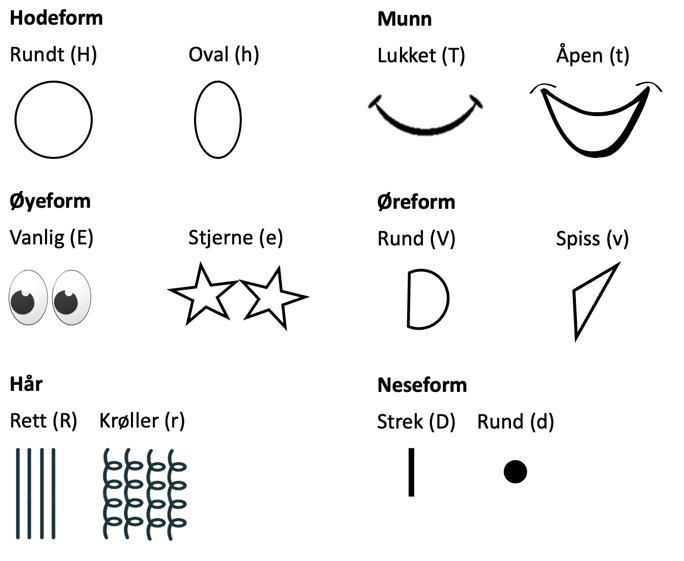 Hodeform
Rundt (H) Oval (h)
Munn
Lukket (T) Åpen (t)
Øyeform
Vanlig (E) Stjerne (e)
Øreform
Rund (V) Spiss (v)
Hår
Rett (R) Krøller (r)
Neseform
Strek (D) Rund (d)